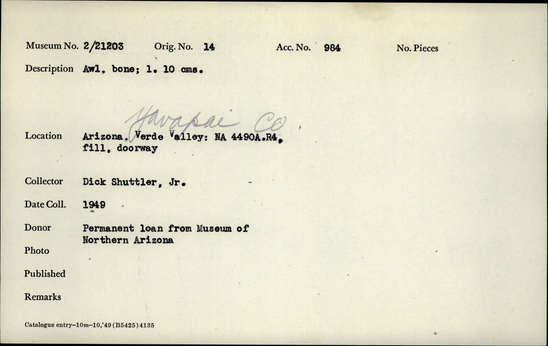 Museum No. 2/21203 Orig. No. 14 Acc. No. 984 No. Pieces
Description Awl, bone; l. 10 cms.
Yavapai Co
Location Arizona. Verde Valley: NA 4490A.R4,
fill, doorway
Collector Dick Shuttler, Jr.
Date Coll. 1949
Donor Permanent loan from Museum of
Northern Arizona
Photo
Published
Remarks
Catalogue entry—10m—10,'49 (B5425) 4135